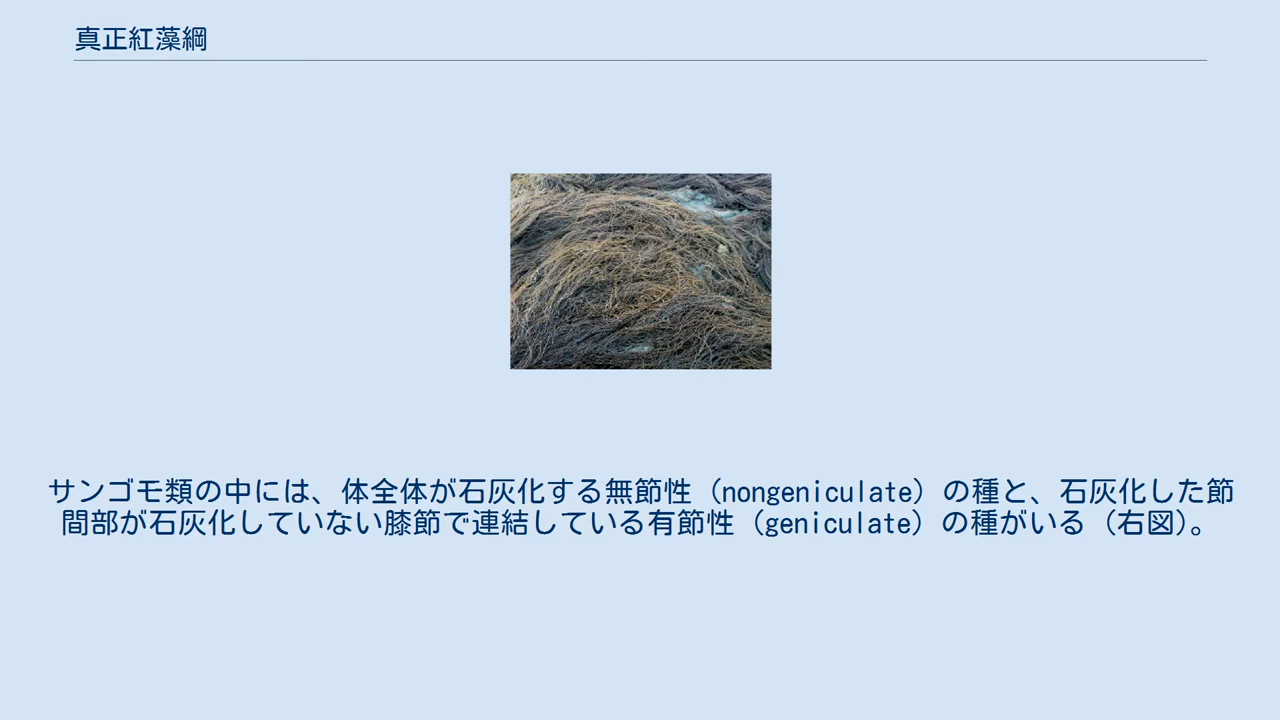 真正紅藻綱
サンゴモ類の中には、体全体が石灰化する無節性（nongeniculate）の種と、石灰化した節
間部が石灰化していない膝節で連結している有節性（geniculate）の種がいる（右図）。